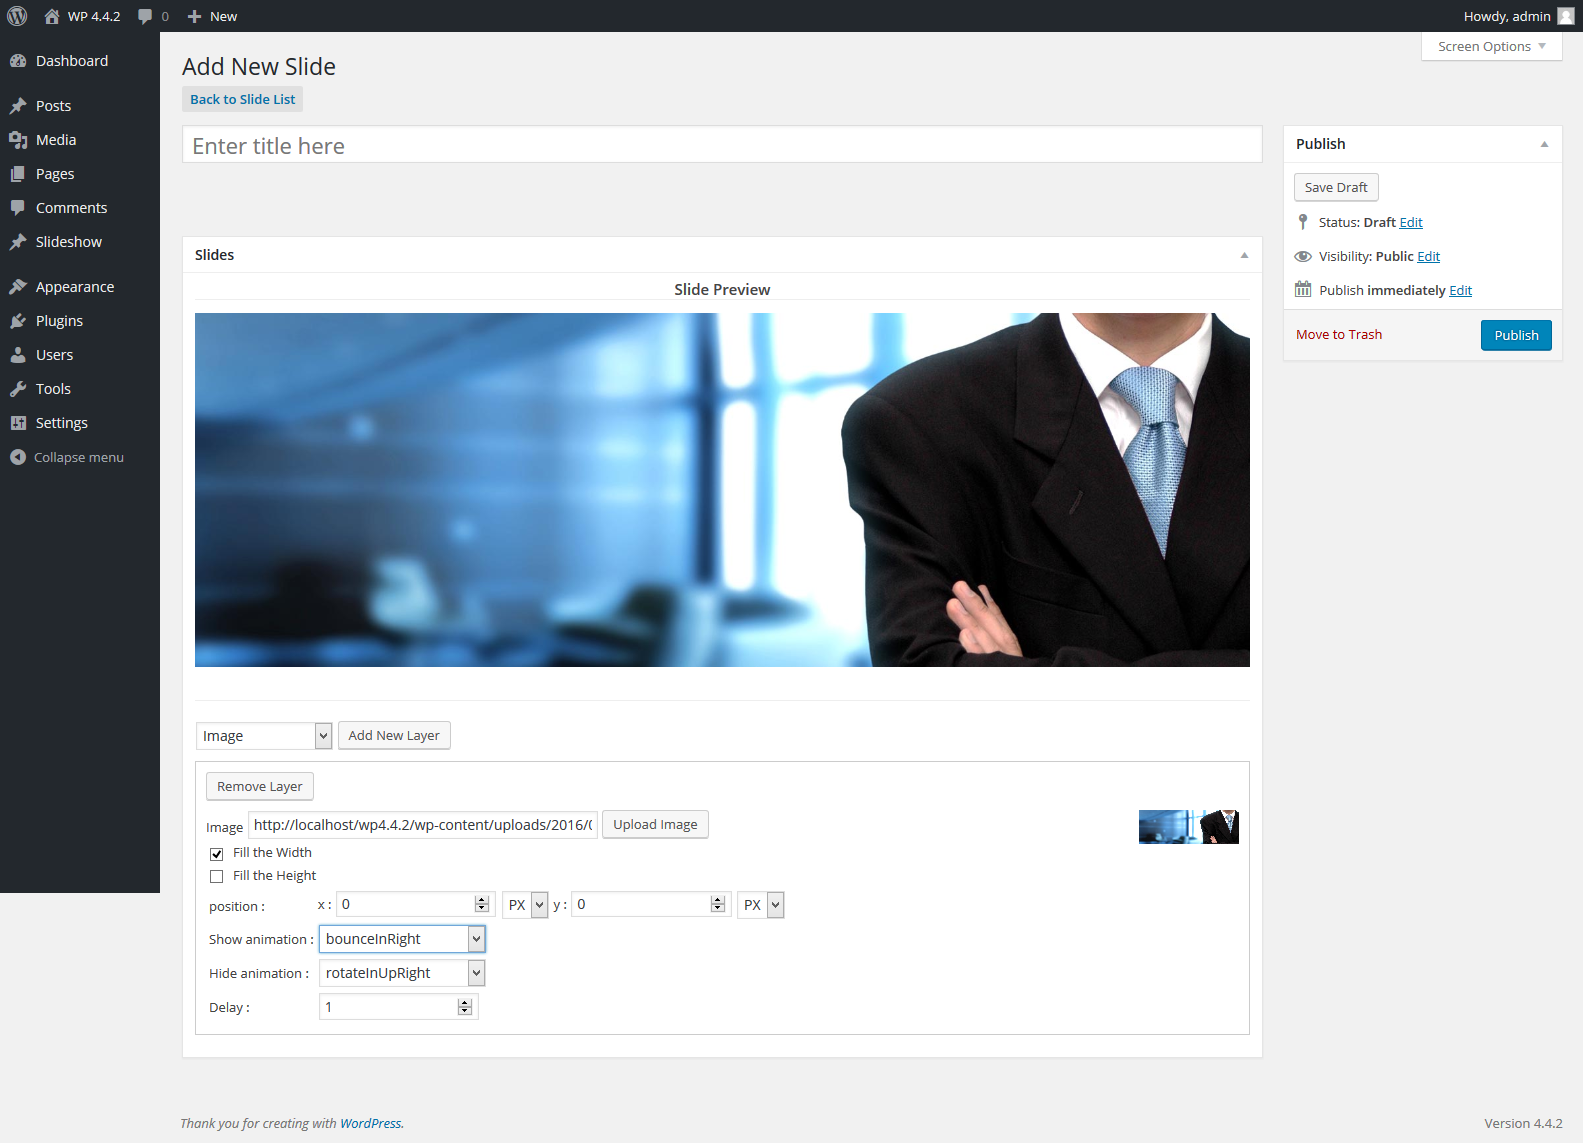 WP 4.4.2 0 New Howdy, admin
Screen Options
Dashboard
Posts
Media
Pages
Comments
Slideshow
Appearance
Plugins
Users
Tools
Settings
Collapse menu
Add New Slide
Back to Slide List
Enter title here
Slides
Slide Preview
Image Add New Layer
Remove Layer
Image http://localhost/wp4.4.2/wp-content/uploads/2016/ Upload Image
Fill the Width
Fill the Height
position : x : 0 PX y : 0 PX
Show animation : bounceInRight
Hide animation : rotateInUpRight
Delay : 1
Publish
Save Draft
Status: Draft Edit
Visibility: Public Edit
Publish immediately Edit
Move to Trash Publish
Thank you for creating with WordPress. Version 4.4.2